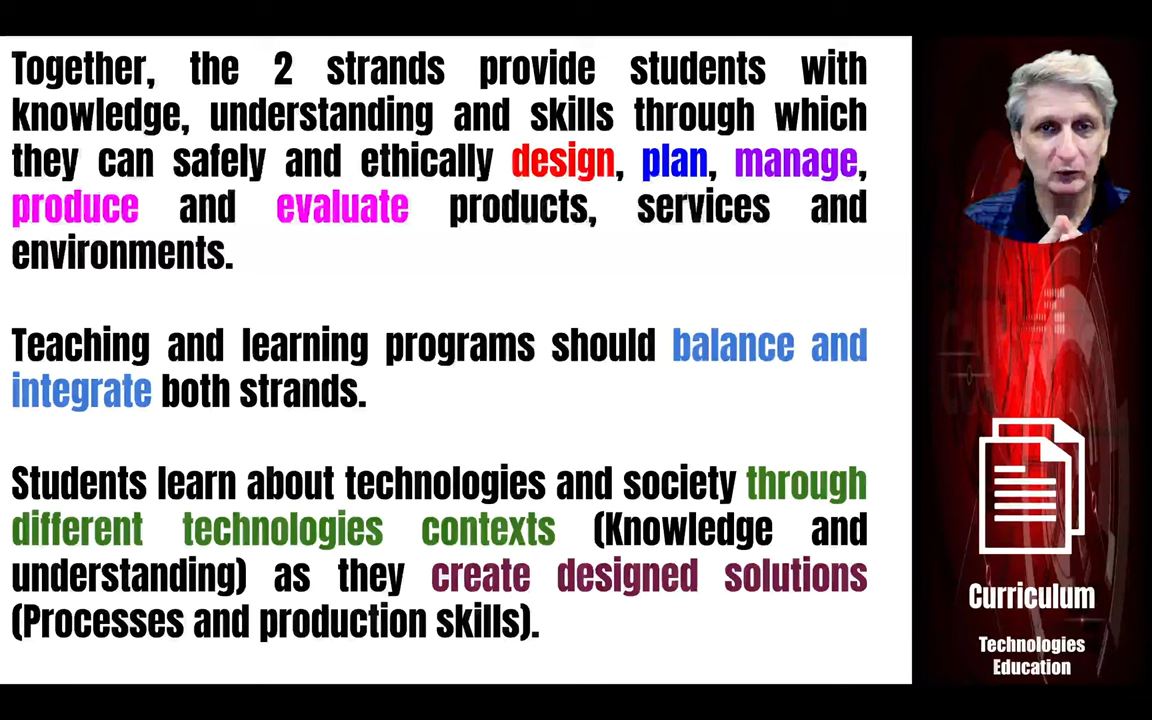 Together, the 2 strands provide students with
knowledge, understanding and skills through which
they can safely and ethically design, plan, manage,
produce and evaluate products, services and
environments.
Teaching and learning programs should balance and
integrate both strands.
Students learn about technologies and society through
different technologies contexts (Knowledge and
understanding) as they create designed solutions
(Processes and production skills).
Curriculum
Technologies
Education